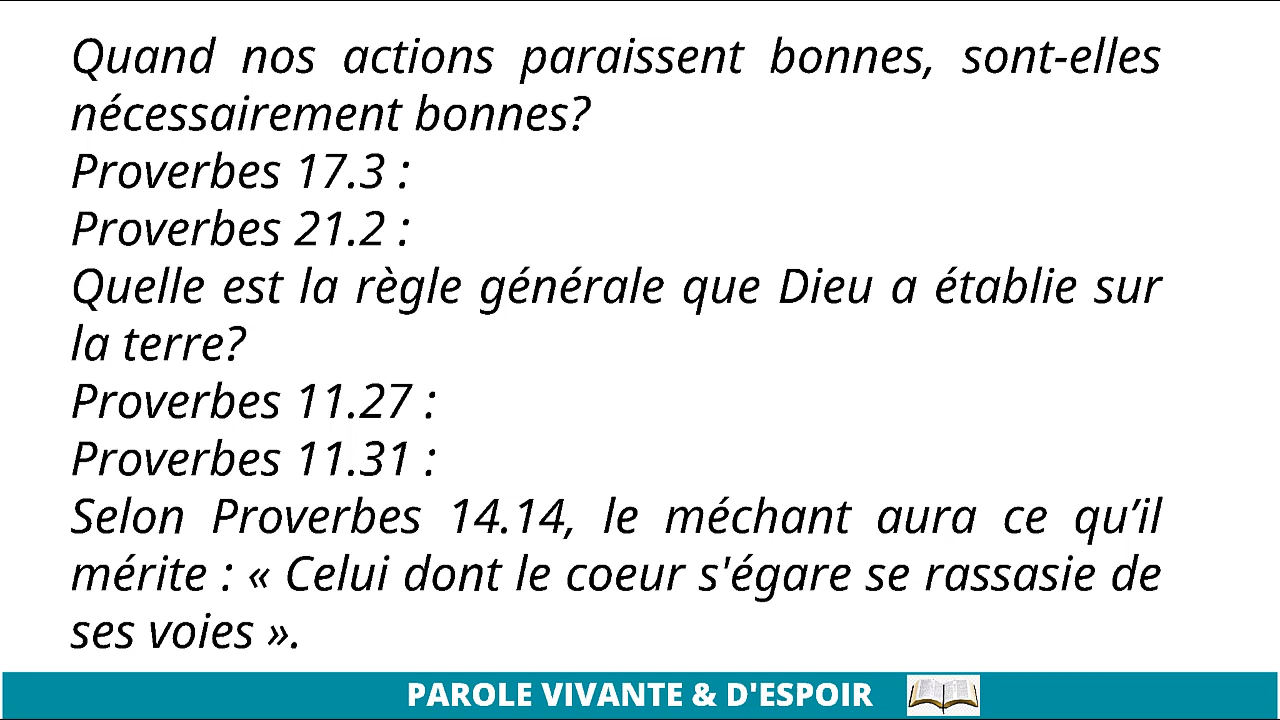 Quand nos actions paraissent bonnes, sont-elles
nécessairement bonnes?
Proverbes 17.3 :
Proverbes 21.2 :
Quelle est la règle générale que Dieu a établie sur
la terre?
Proverbes 11.27 :
Proverbes 11.31 :
Selon Proverbes 14.14, le méchant aura ce qu’il
mérite : « Celui dont le coeur s'égare se rassasie de
ses voies ».
PAROLE VIVANTE & D'ESPOIR